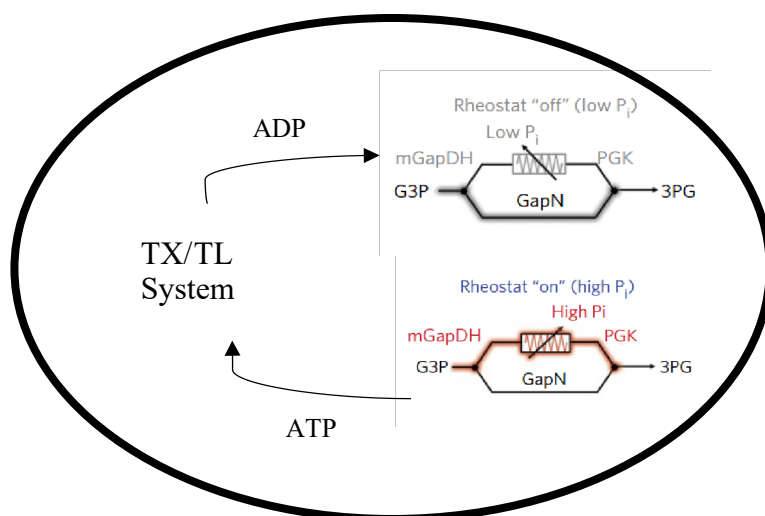 ADP
Rheostat "off" (low Pi)
Low Pi
mGapDH
PGK
G3P
GapN
3PG
TX/TL
System
Rheostat "on" (high Pi)
High Pi
mGapDH
PGK
G3P
GapN
3PG
ATP